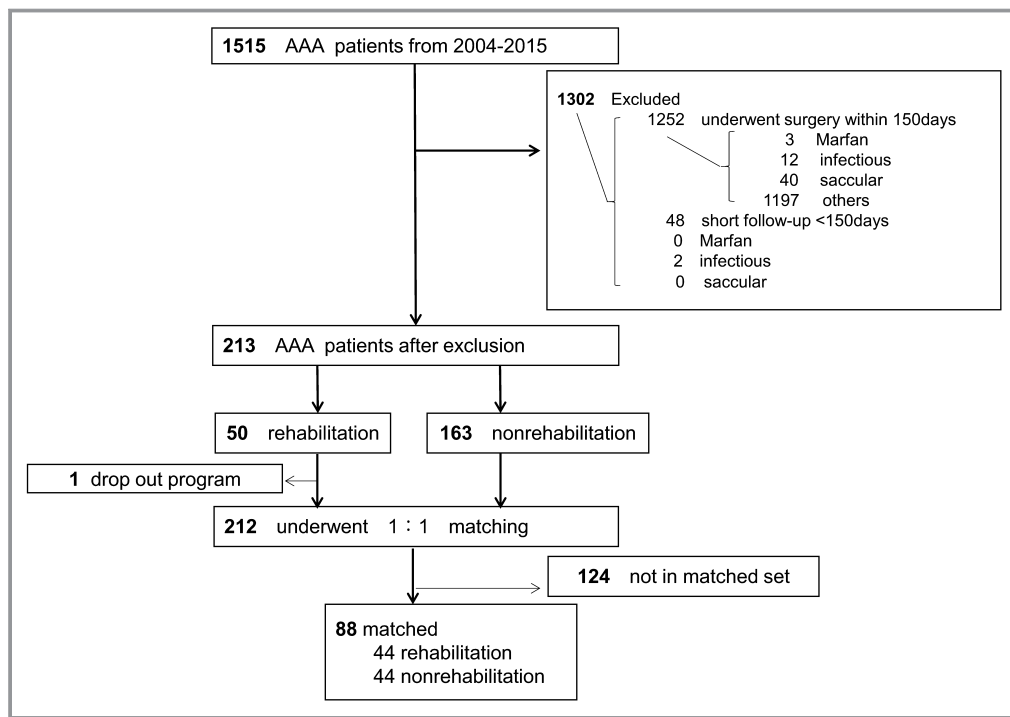 1515 AAA patients from 2004-2015
1302 Excluded
1252 underwent surgery within 150days
3 Marfan
12 infectious
40 saccular
1197 others
48 short follow-up <150days
0 Marfan
2 infectious
0 saccular
213 AAA patients after exclusion
50 rehabilitation
163 nonrehabilitation
1 drop out program
212 underwent 1：1 matching
124 not in matched set
88 matched
44 rehabilitation
44 nonrehabilitation